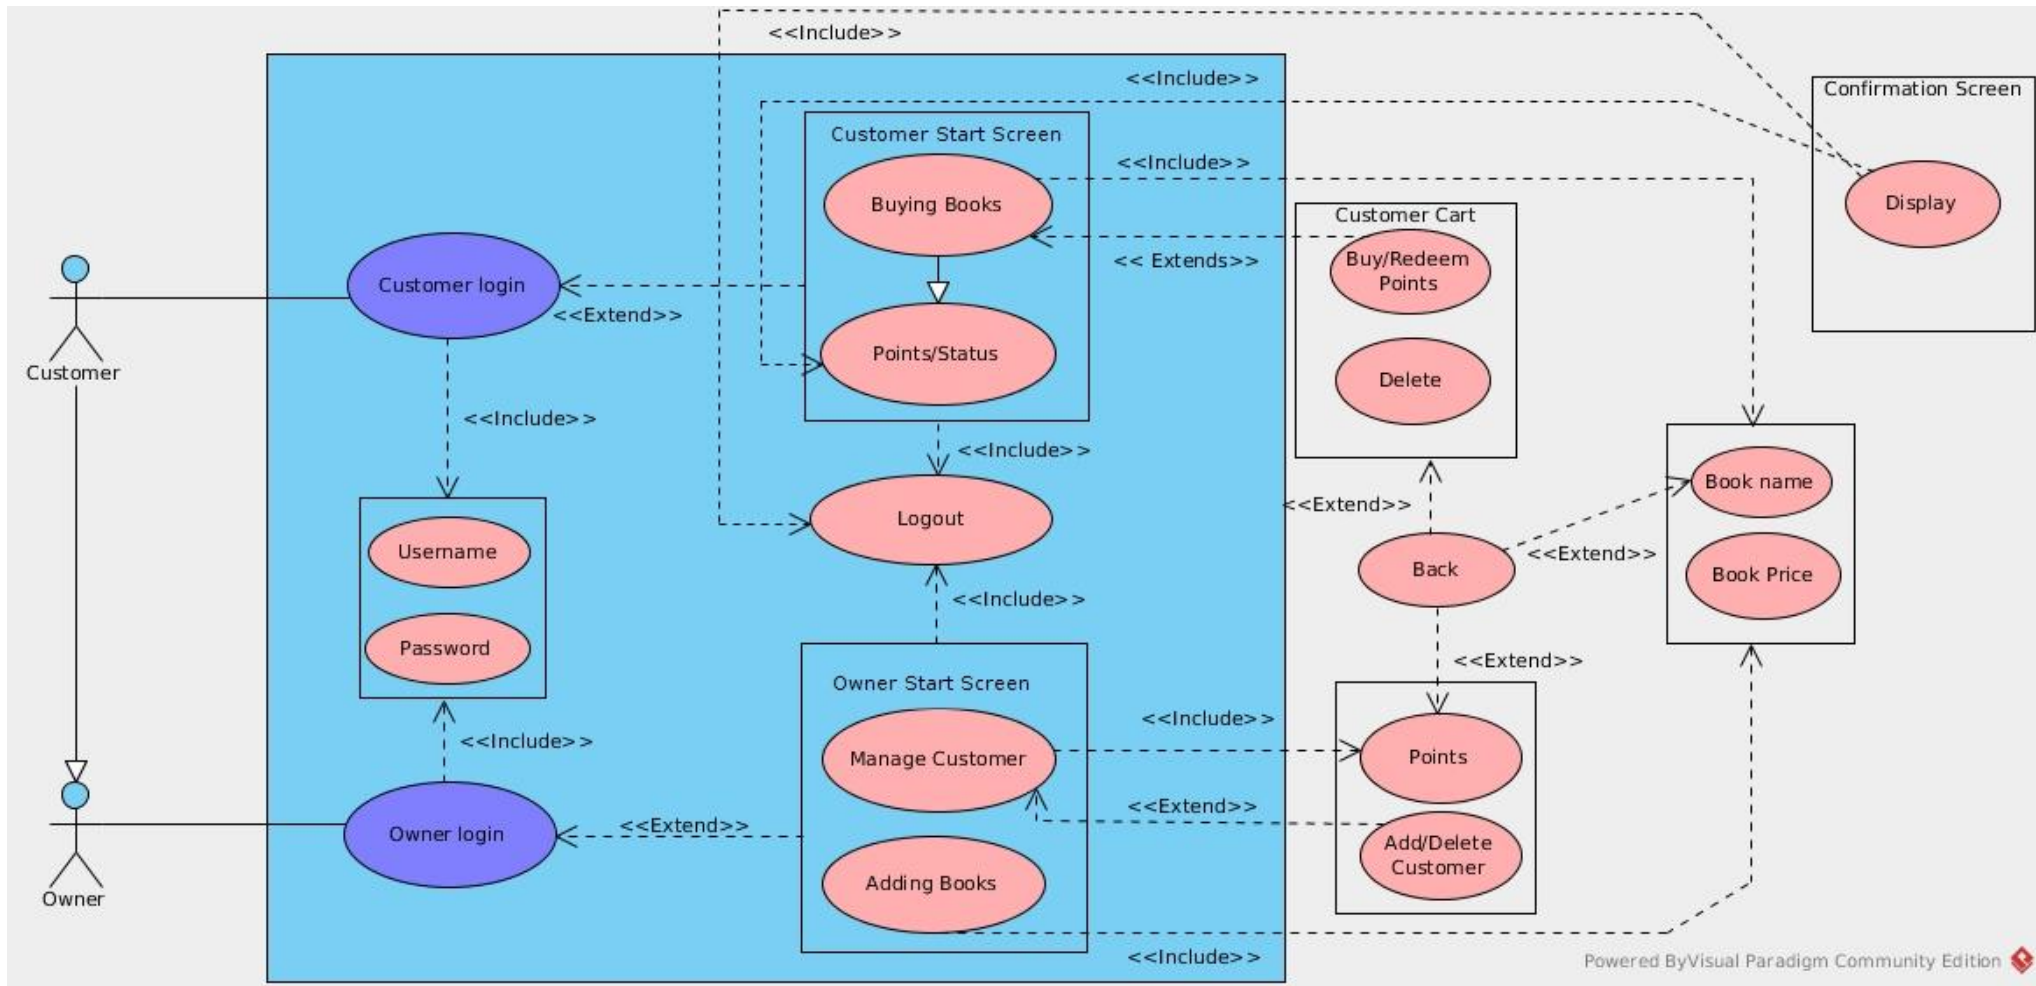 <<Include>>
<<Include>>
Confirmation Screen
Customer Start Screen
<<Include>>
Buying Books
Display
Customer Cart
<< Extends>>
Buy/Redeem
Points
Customer login
<<Extend>>
Points/Status
Customer
Delete
<<Include>>
<<Include>>
Book name
<<Extend>>
Logout
Username
<<Extend>>
Back
Book Price
<<Include>>
Password
<<Extend>>
Owner Start Screen
<<Include>>
<<Include>>
Manage Customer
Points
<<Extend>>
<<Extend>>
Owner login
Add/Delete
Customer
Adding Books
Owner
<<Include>>
Powered ByVisual Paradigm Community Edition